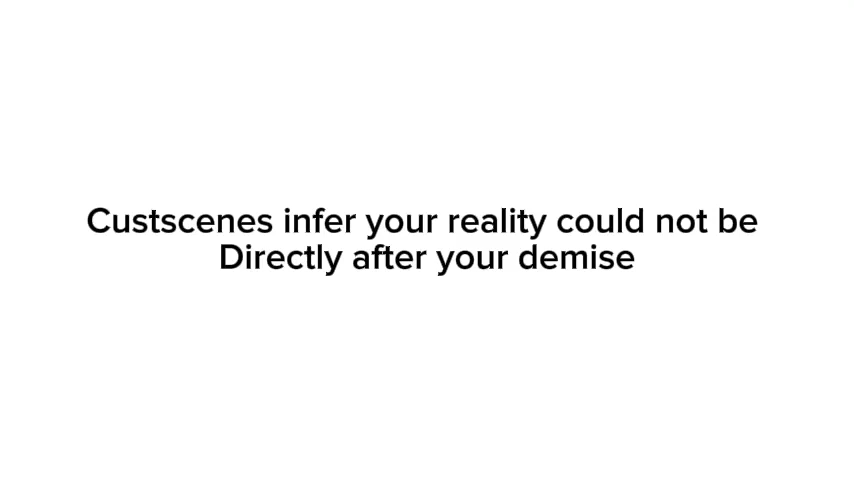 Custscenes infer your reality could not be
Directly after your demise